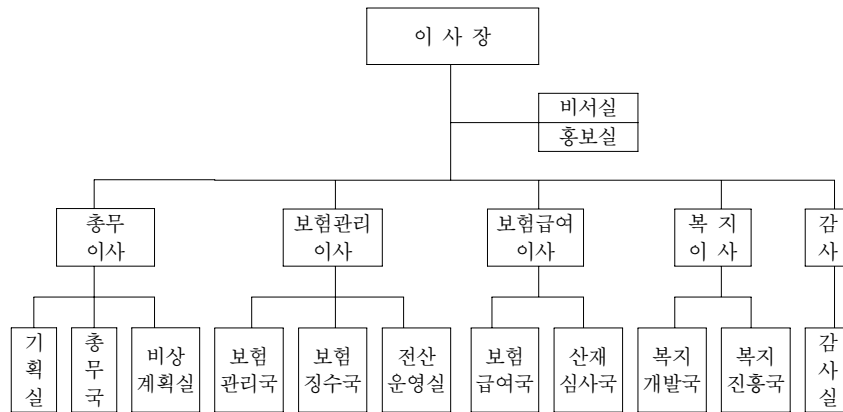 이 사 장
비서실
홍보실
총무
이사
보험관리
이사
보험급여
이사
복 지
이 사
감
사
기
획
실
총
무
국
비상
계획실
보험
관리국
보험
징수국
전산
운영실
보험
급여국
산재
심사국
복지
개발국
복지
진흥국
감
사
실